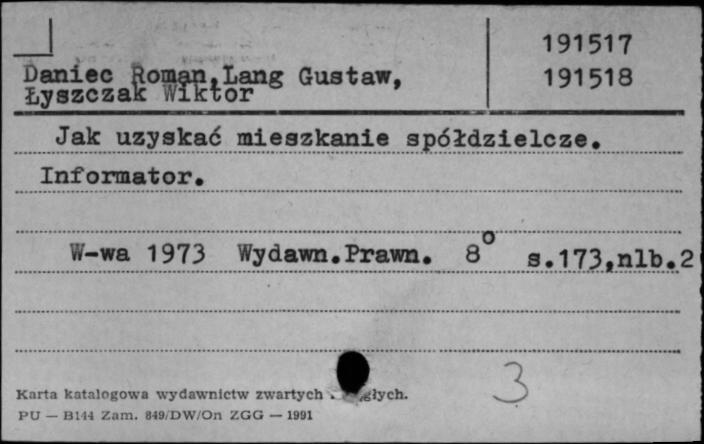 191517
Daniec Roman,Lang Gustaw, 191518
Łyszczak Wiktor
Jak uzyskać mieszkanie spółdzielcze.
Informator.
W-wa 1973 Wydawn.Prawn. 8° s.173,nlb.2
3
Karta katalogowa wydawnictw zwartych
PU — B144 Zam. 849/DW/On ZGG — 1991